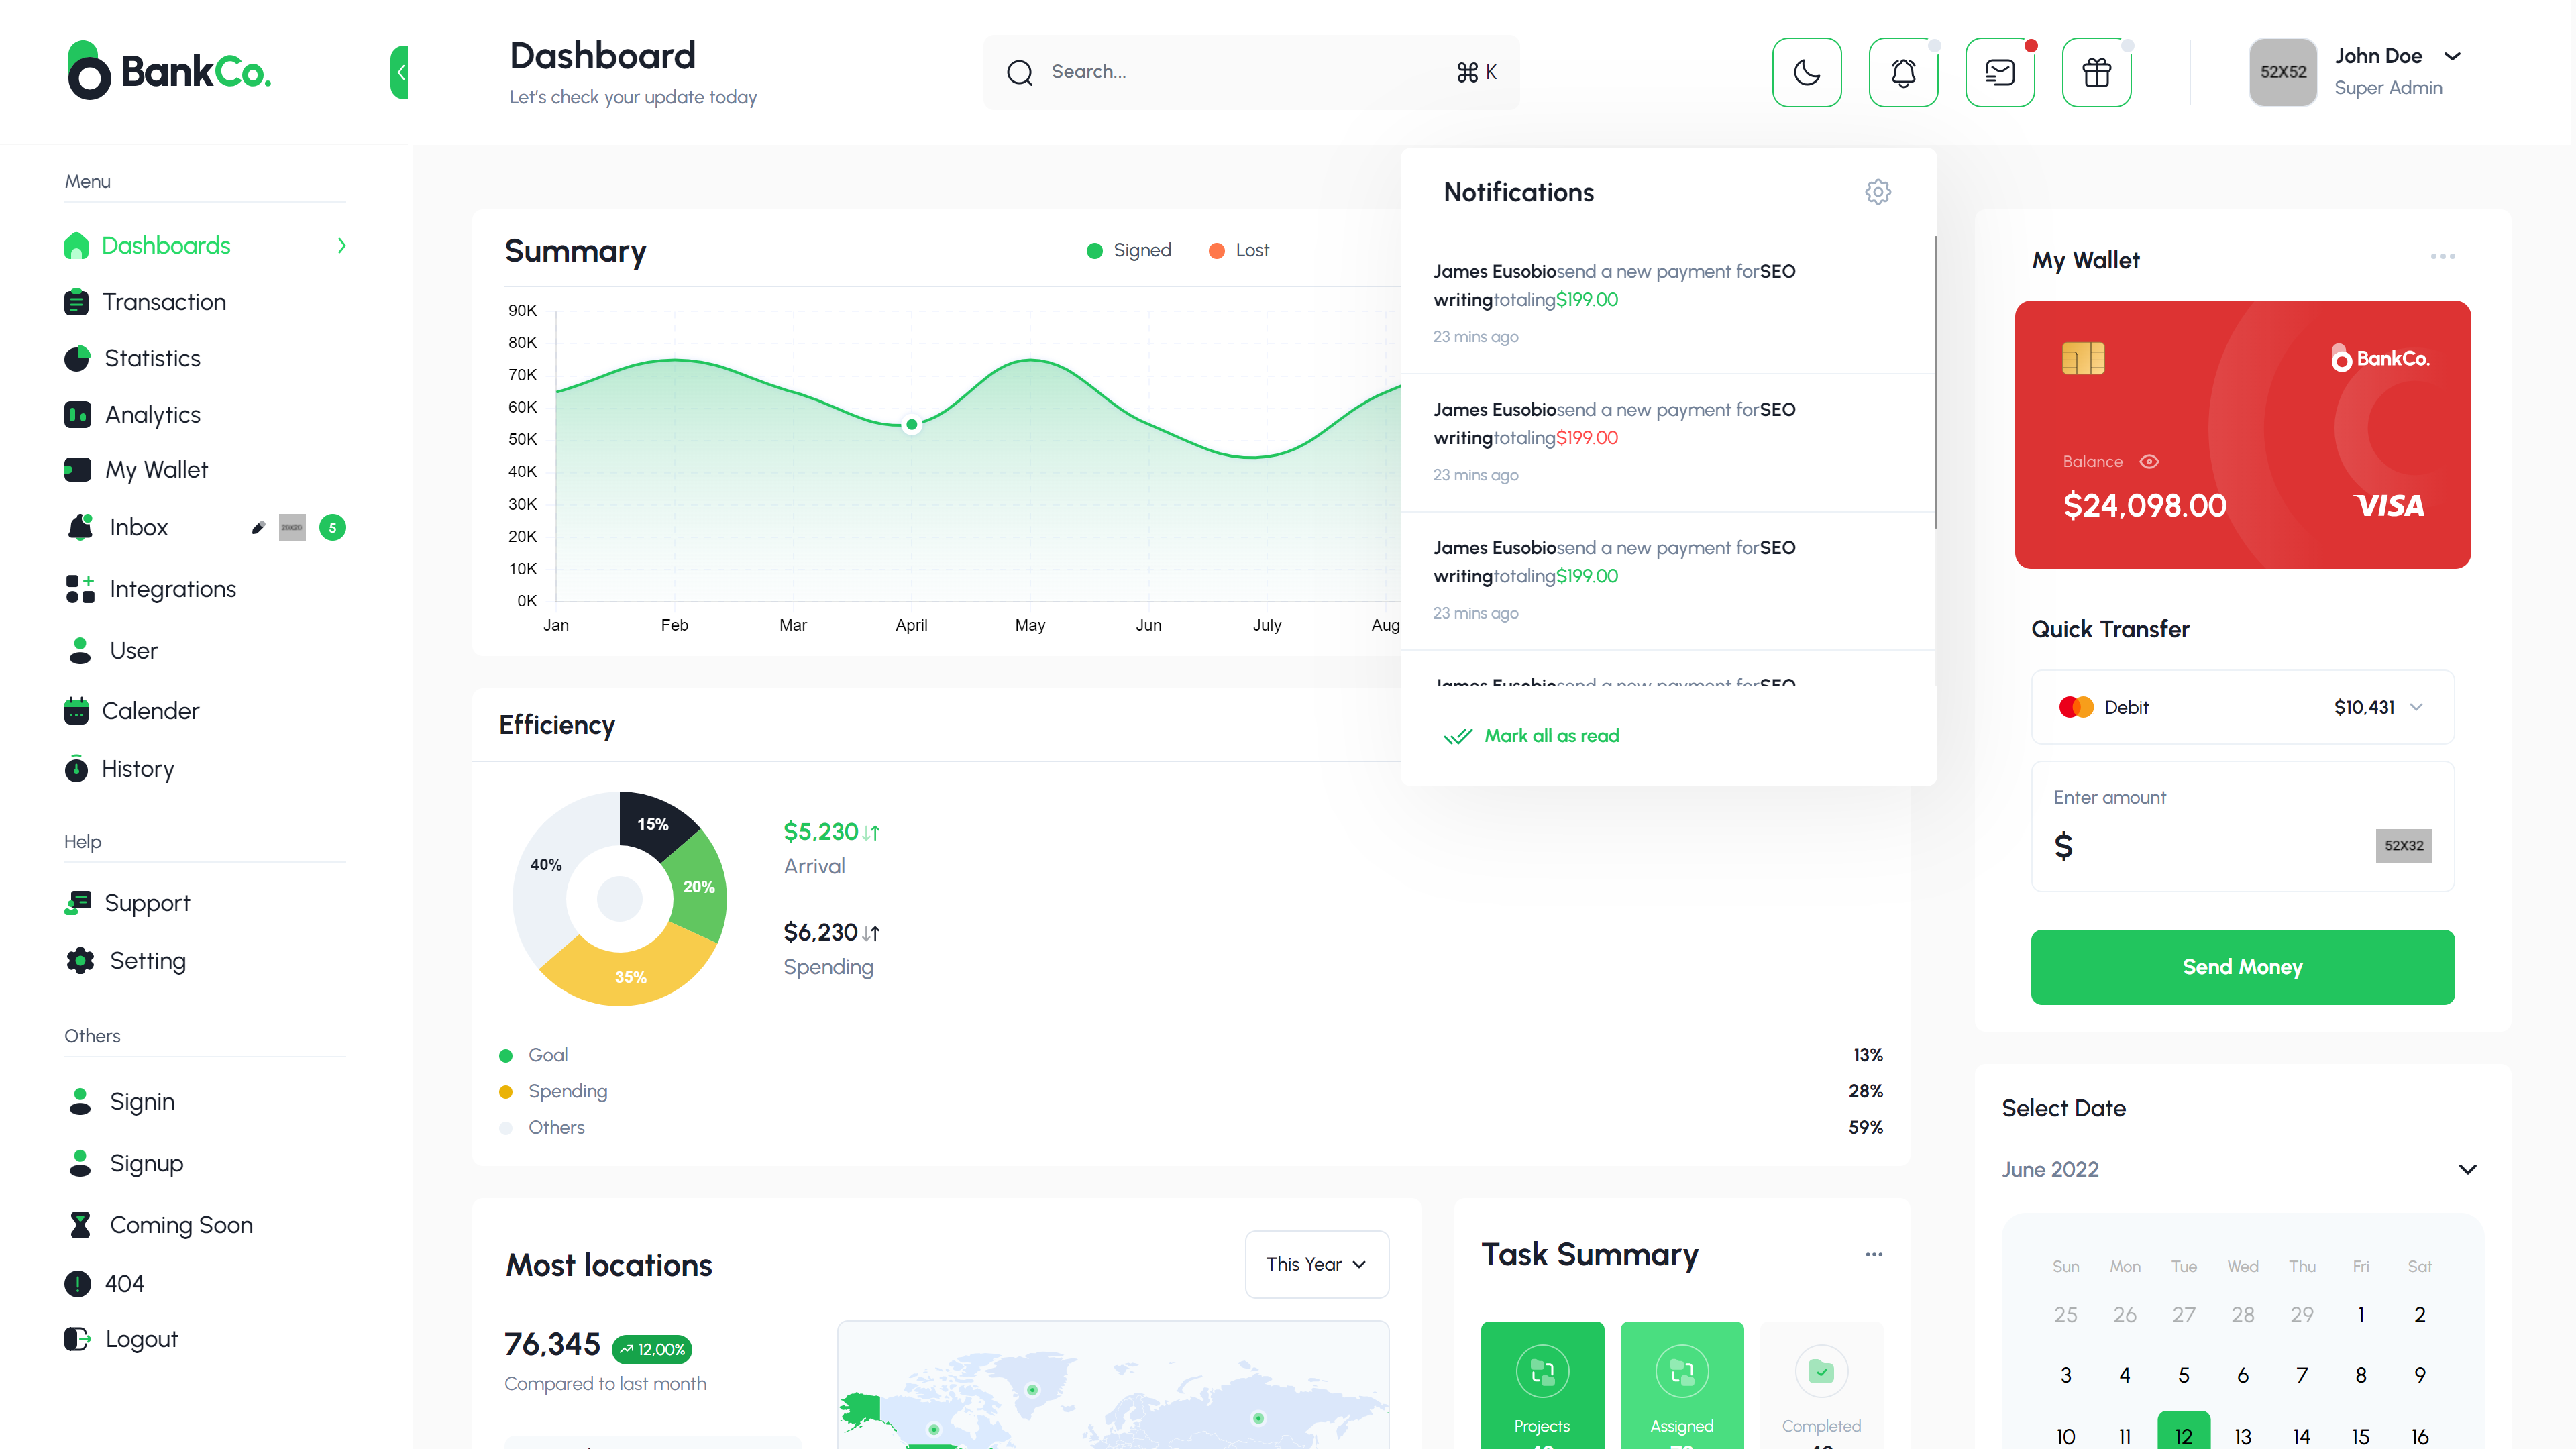 BankCo.
Dashboard
Let's check your update today
Search...
⌘ K
52X52
John Doe
Super Admin
Menu
Dashboards
Transaction
Statistics
Analytics
My Wallet
Inbox
20X20
5
Integrations
User
Calender
History
Help
Support
Setting
Others
Signin
Signup
Coming Soon
404
Logout
Summary
Signed
Lost
90K
80K
70K
60K
50K
40K
30K
20K
10K
0K
Jan
Feb
Mar
April
May
Jun
July
Aug
Notifications
James Eusobiosend a new payment forSEO
writingtotaling$199.00
23 mins ago
James Eusobiosend a new payment forSEO
writingtotaling$199.00
23 mins ago
James Eusobiosend a new payment forSEO
writingtotaling$199.00
23 mins ago
James Eusobiosend a new payment forSEO
Mark all as read
Efficiency
15%
40%
20%
35%
$5,230
Arrival
$6,230
Spending
Goal
13%
Spending
28%
Others
59%
Most locations
This Year
76,345
12,00%
Compared to last month
Task Summary
Projects
Assigned
Completed
My Wallet
BankCo.
Balance
$24,098.00
VISA
Quick Transfer
Debit
$10,431
Enter amount
$
52X32
Send Money
Select Date
June 2022
Sun Mon Tue Wed Thu Fri Sat
25 26 27 28 29 1 2
3 4 5 6 7 8 9
10 11 12 13 14 15 16